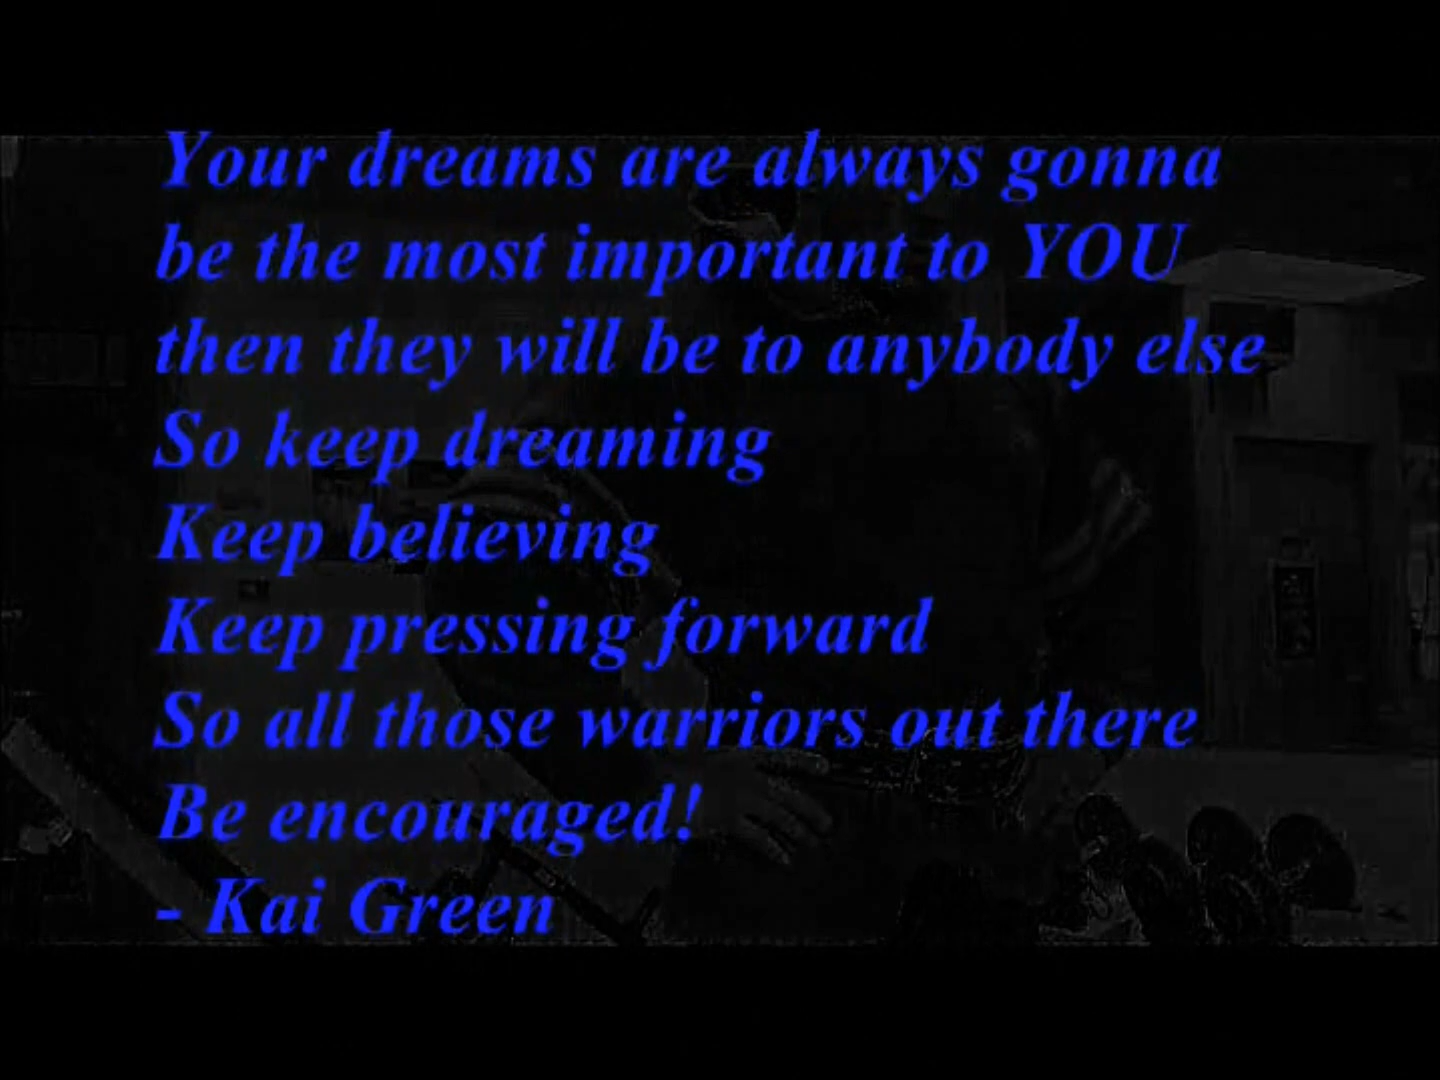 Your dreams are always gonna
be the most important to YOU
then they will be to anybody else
So keep dreaming
Keep believing
Keep pressing forward
So all those warriors out there
Be encouraged!
- Kai Green